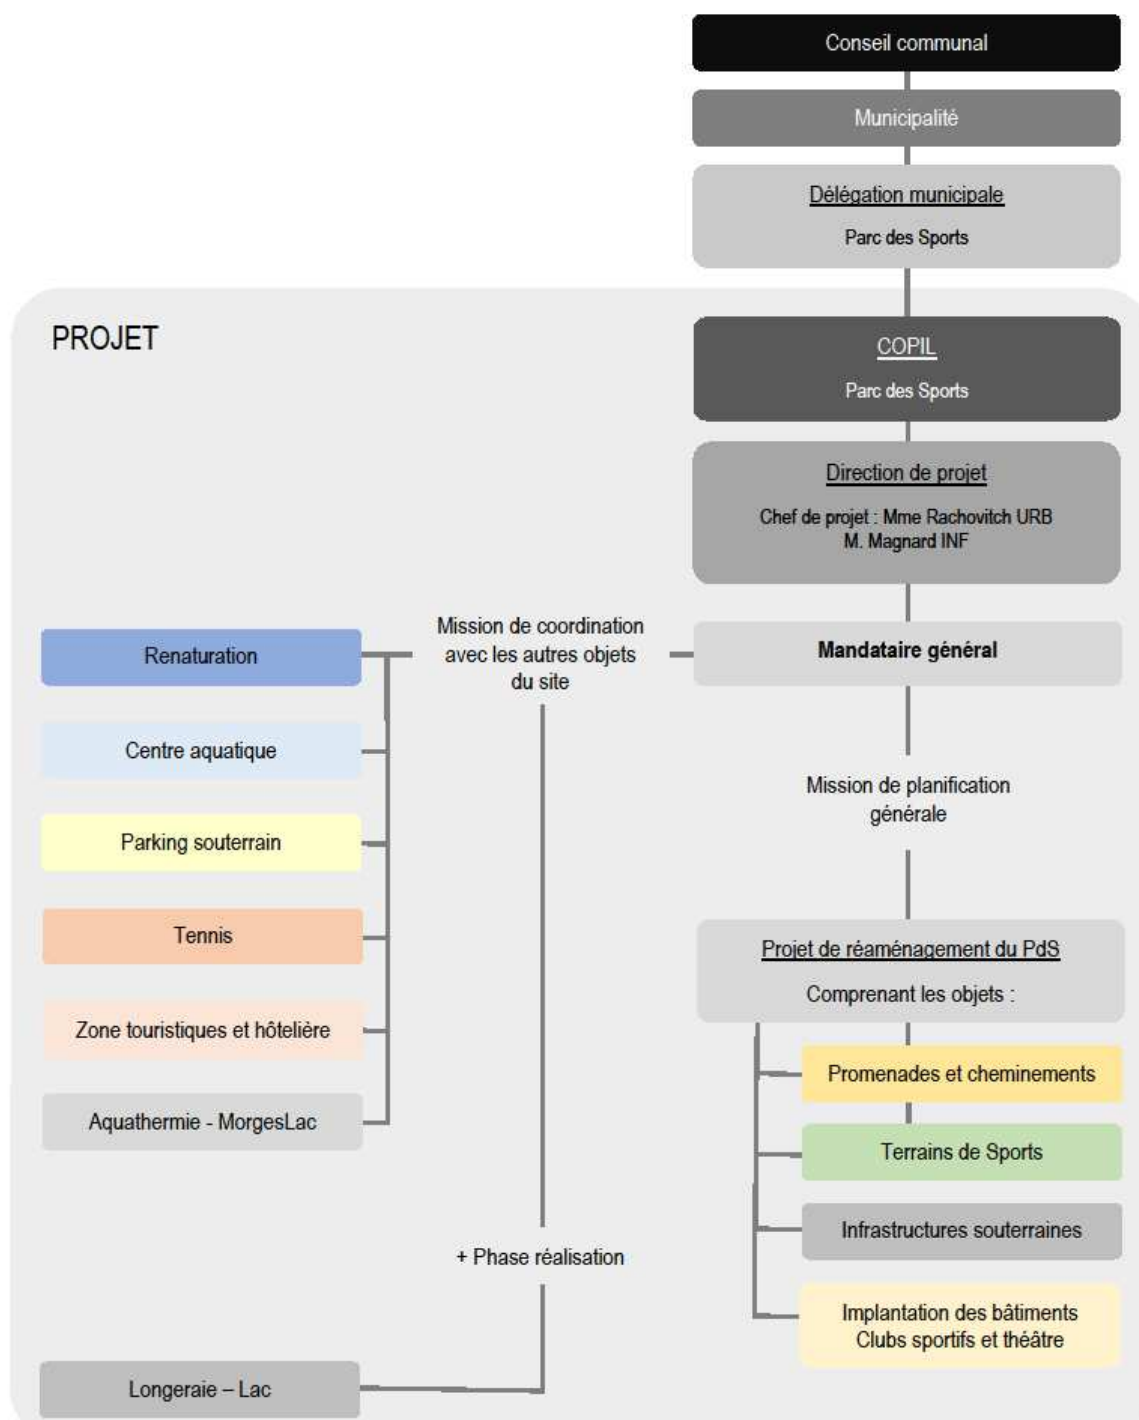 Conseil communal
Municipalité
Délégation municipale
Parc des Sports
PROJET
COPIL
Parc des Sports
Direction de projet
Chef de projet : Mme Rachovitch URB
M. Magnard INF
Mandataire général
Mission de coordination
avec les autres objets
du site
Renaturation
Centre aquatique
Parking souterrain
Tennis
Zone touristiques et hôtelière
Aquathermie - MorgesLac
+ Phase réalisation
Longeraie – Lac
Mission de planification
générale
Projet de réaménagement du PdS
Comprenant les objets :
Promenades et cheminements
Terrains de Sports
Infrastructures souterraines
Implantation des bâtiments
Clubs sportifs et théâtre